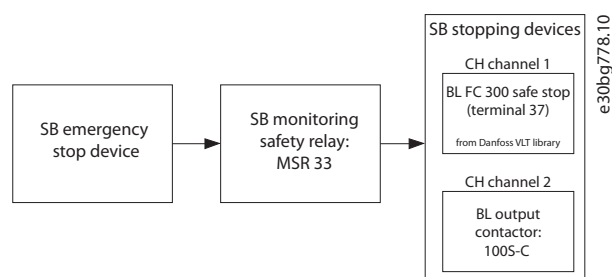 SB emergency
stop device
SB monitoring
safety relay:
MSR 33
SB stopping devices
CH channel 1
BL FC 300 safe stop
(terminal 37)
from Danfoss VLT library
CH channel 2
BL output
contactor:
100S-C
e30bg778.10